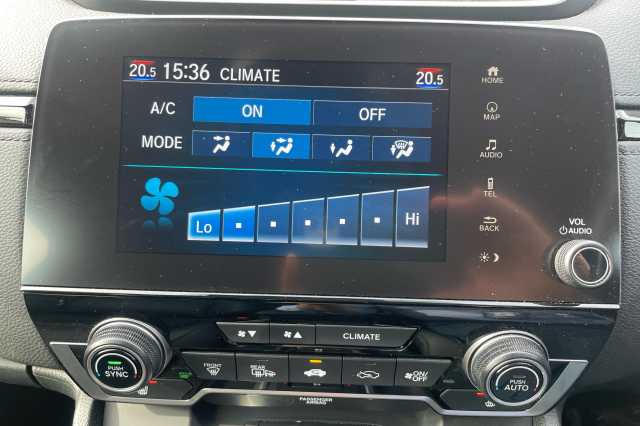 20.5 15:36 CLIMATE 20.5
A/C ON OFF
MODE
Lo Hi
HOME
MAP
AUDIO
TEL
BACK
VOL
AUDIO
CLIMATE
PUSH
SYNC
FRONT
REAR
ON/
OFF
PUSH
AUTO
PASSENGER
AIRBAG